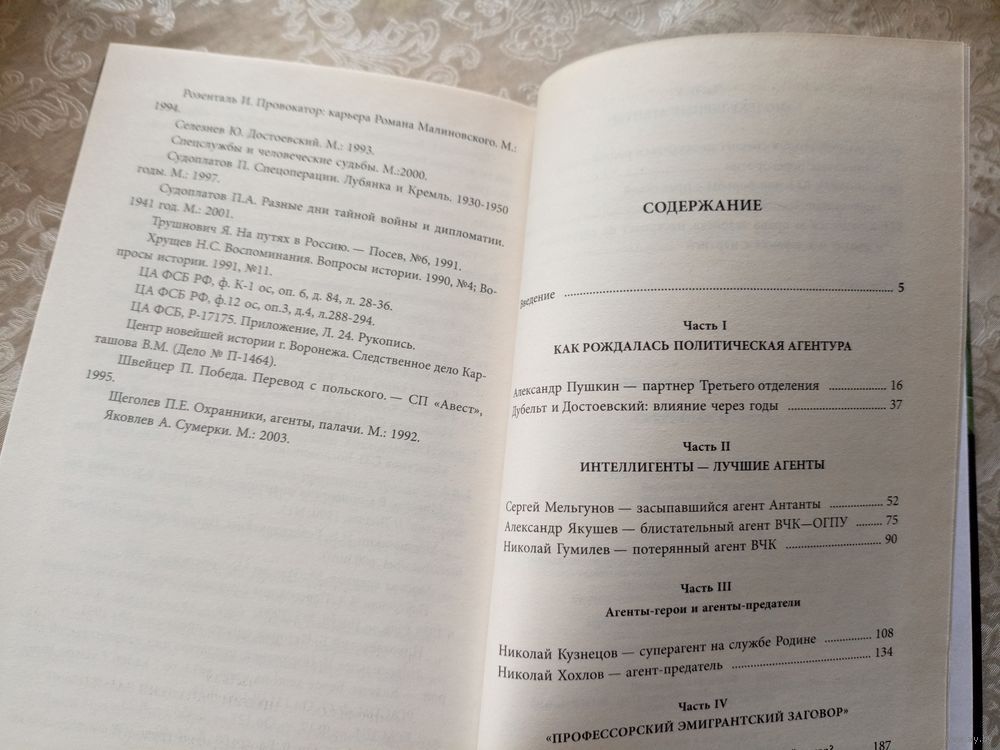 Розенталь И. Провокатор: карьера Романа Малиновского. М.:
1994.
Селезнев Ю. Достоевский. М.: 1993.
Спецслужбы и человеческие судьбы. М.:2000.
Судоплатов П. Спецоперации. Лубянка и Кремль. 1930-1950
годы. М.: 1997.
Судоплатов П.А. Разные дни тайной войны и дипломатии.
1941 год. М.: 2001.
Трушнович Я. На путях в Россию. — Посев, №6, 1991.
Хрущев Н.С. Воспоминания. Вопросы истории. 1990, №4; Во-
просы истории. 1991, №11.
ЦА ФСБ РФ, ф. К-1 ос, оп. 6, д. 84, л. 28-36.
ЦА ФСБ РФ, ф.12 ос, оп.3, д.4, л.288-294.
ЦА ФСБ, Р-17175. Приложение, Л. 24. Рукопись.
Центр новейшей истории г. Воронежа. Следственное дело Кар-
ташова В.М. (Дело № П-1464).
Швейцер П. Победа. Перевод с польского. — СП «Авест»,
1995.
Щеголев П.Е. Охранники, агенты, палачи. М.: 1992.
Яковлев А. Сумерки. М.: 2003.
СОДЕРЖАНИЕ
Введение 5
Часть I
КАК РОЖДАЛАСЬ ПОЛИТИЧЕСКАЯ АГЕНТУРА
Александр Пушкин — партнер Третьего отделения 16
Дубельт и Достоевский: влияние через годы 37
Часть II
ИНТЕЛЛИГЕНТЫ — ЛУЧШИЕ АГЕНТЫ
Сергей Мельгунов — засыпавшийся агент Антанты 52
Александр Якушев — блистательный агент ВЧК—ОГПУ 75
Николай Гумилев — потерянный агент ВЧК 90
Часть III
Агенты-герои и агенты-предатели
Николай Кузнецов — суперагент на службе Родине 108
Николай Хохлов — агент-предатель 134
Часть IV
«ПРОФЕССОРСКИЙ ЭМИГРАНТСКИЙ ЗАГОВОР»
187